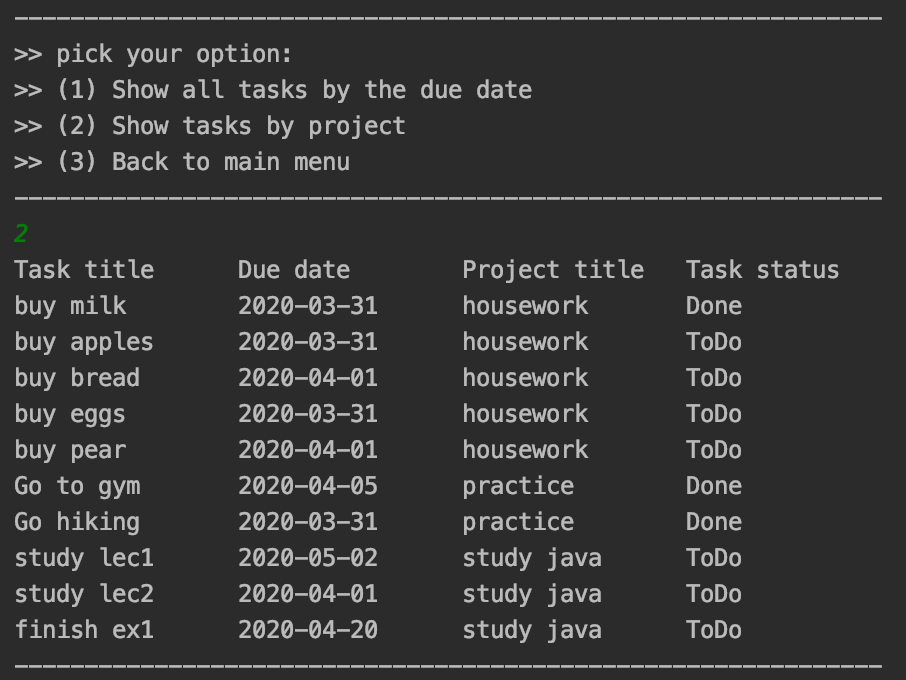 --------------------------------------------------------------
>> pick your option:
>> (1) Show all tasks by the due date
>> (2) Show tasks by project
>> (3) Back to main menu
--------------------------------------------------------------
2
Task title      Due date        Project title   Task status
buy milk        2020-03-31      housework       Done
buy apples      2020-03-31      housework       ToDo
buy bread       2020-04-01      housework       ToDo
buy eggs        2020-03-31      housework       ToDo
buy pear        2020-04-01      housework       ToDo
Go to gym       2020-04-05      practice        Done
Go hiking       2020-03-31      practice        Done
study lec1      2020-05-02      study java      ToDo
study lec2      2020-04-01      study java      ToDo
finish ex1      2020-04-20      study java      ToDo
--------------------------------------------------------------